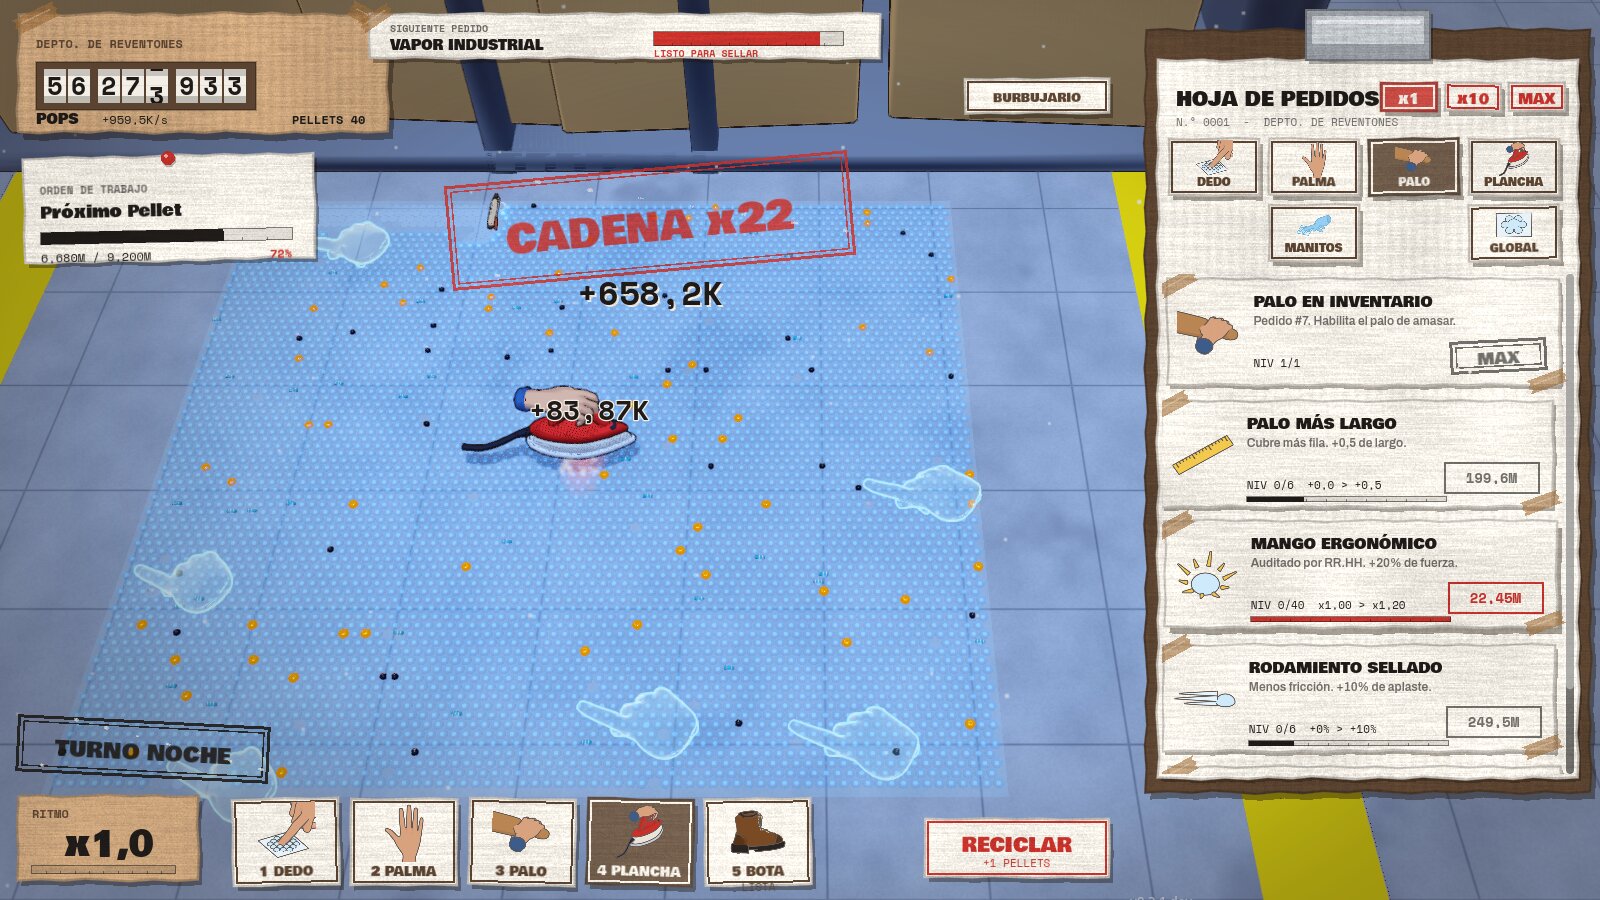 DEPTO. DE REVENTONES
56 273 933
POPS +959,5K/s PELLETS 40
SIGUIENTE PEDIDO
VAPOR INDUSTRIAL
LISTO PARA SELLAR
BURBUJARIO
ORDEN DE TRABAJO
Próximo Pellet
6,680M / 9,200M 72%
CADENA x22
+658,2K
+83,87K
TURNO NOCHE
RITMO
x1,0
1 DEDO
2 PALMA
3 PALO
4 PLANCHA
5 BOTA
LISTA
RECICLAR
+1 PELLETS
HOJA DE PEDIDOS x1 x10 MAX
N.° 0001 - DEPTO. DE REVENTONES
DEDO PALMA PALO PLANCHA
MANITOS GLOBAL
PALO EN INVENTARIO
Pedido #7. Habilita el palo de amasar.
NIV 1/1 MAX
PALO MÁS LARGO
Cubre más fila. +0,5 de largo.
NIV 0/6 +0,0 > +0,5 199,6M
MANGO ERGONÓMICO
Auditado por RR.HH. +20% de fuerza.
NIV 0/40 x1,00 > x1,20 22,45M
RODAMIENTO SELLADO
Menos fricción. +10% de aplaste.
NIV 0/6 +0% > +10% 249,5M